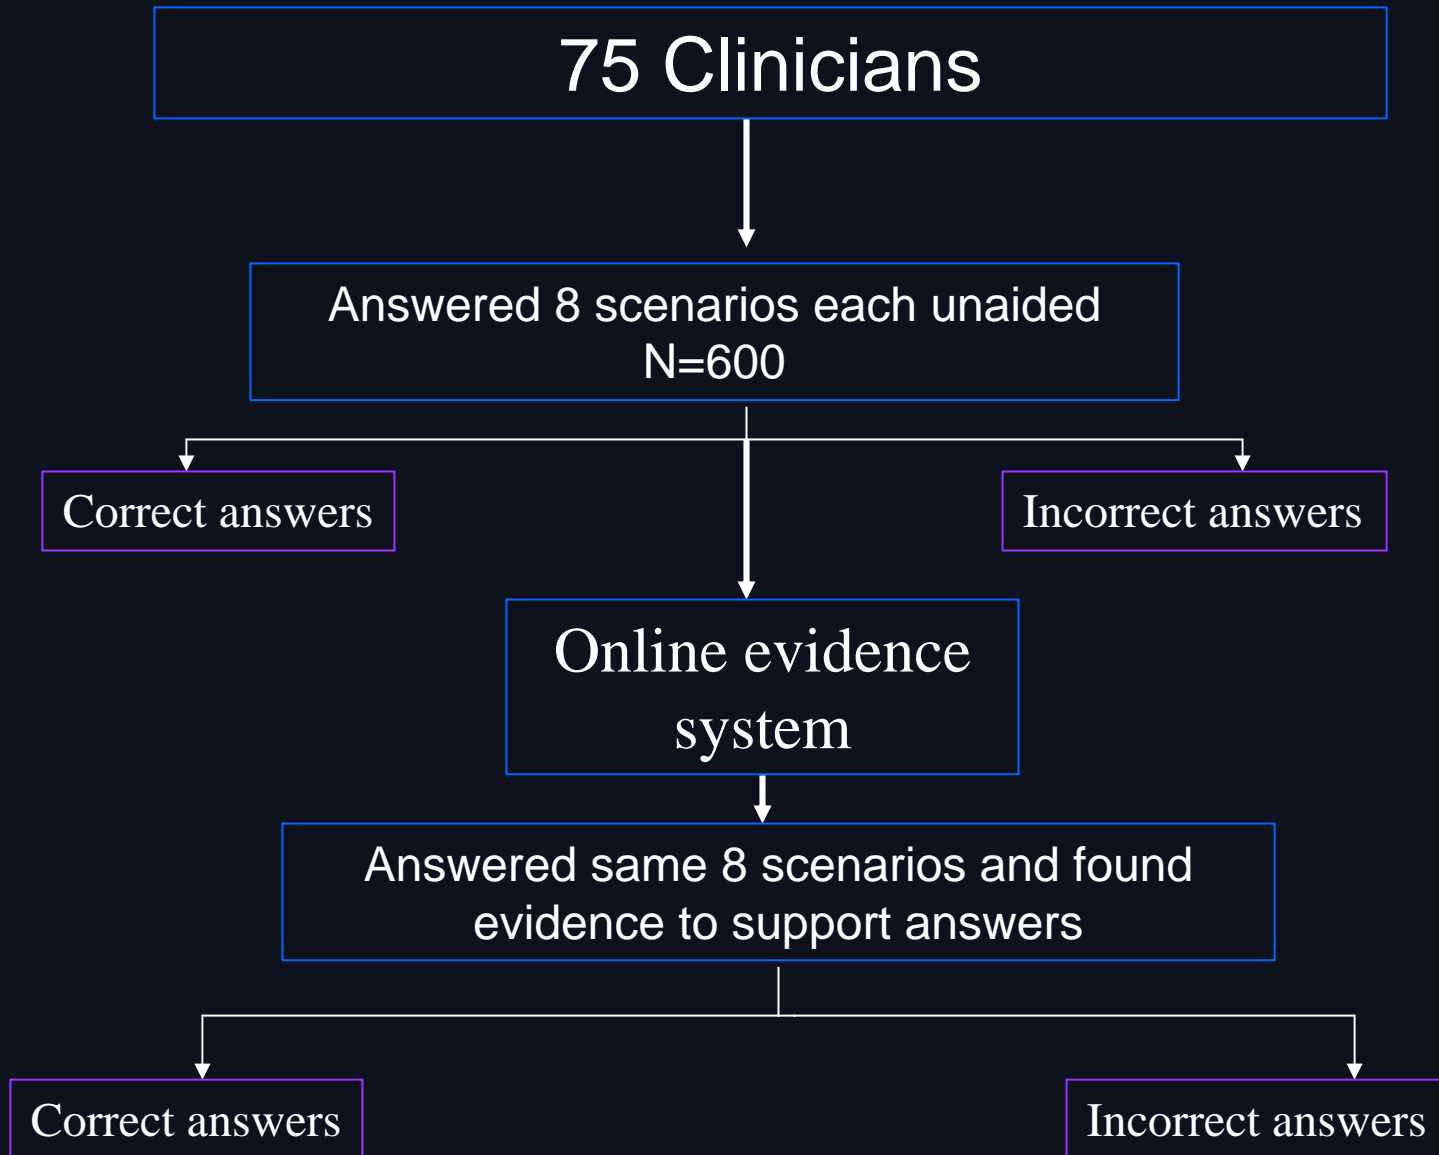 75 Clinicians
Answered 8 scenarios each unaided
N=600
Correct answers
Incorrect answers
Online evidence
system
Answered same 8 scenarios and found
evidence to support answers
Correct answers
Incorrect answers